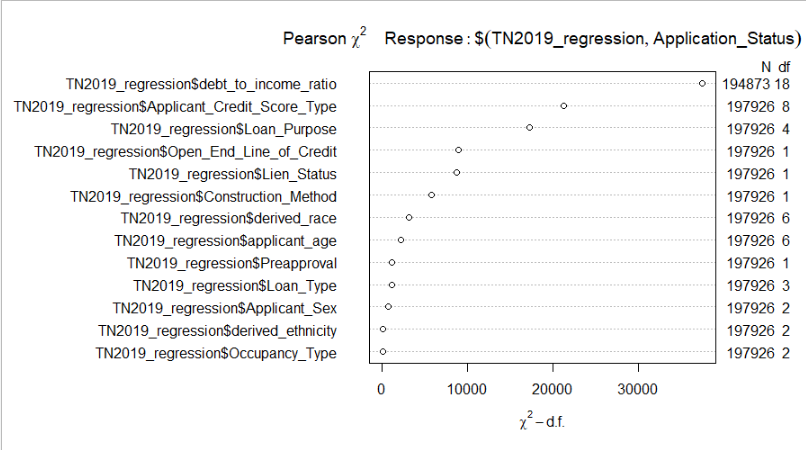 Pearson χ² Response : $(TN2019_regression, Application_Status)
N df
TN2019_regression$debt_to_income_ratio 194873 18
TN2019_regression$Applicant_Credit_Score_Type 197926 8
TN2019_regression$Loan_Purpose 197926 4
TN2019_regression$Open_End_Line_of_Credit 197926 1
TN2019_regression$Lien_Status 197926 1
TN2019_regression$Construction_Method 197926 1
TN2019_regression$derived_race 197926 6
TN2019_regression$applicant_age 197926 6
TN2019_regression$Preapproval 197926 1
TN2019_regression$Loan_Type 197926 3
TN2019_regression$Applicant_Sex 197926 2
TN2019_regression$derived_ethnicity 197926 2
TN2019_regression$Occupancy_Type 197926 2
0 10000 20000 30000
χ² − d.f.